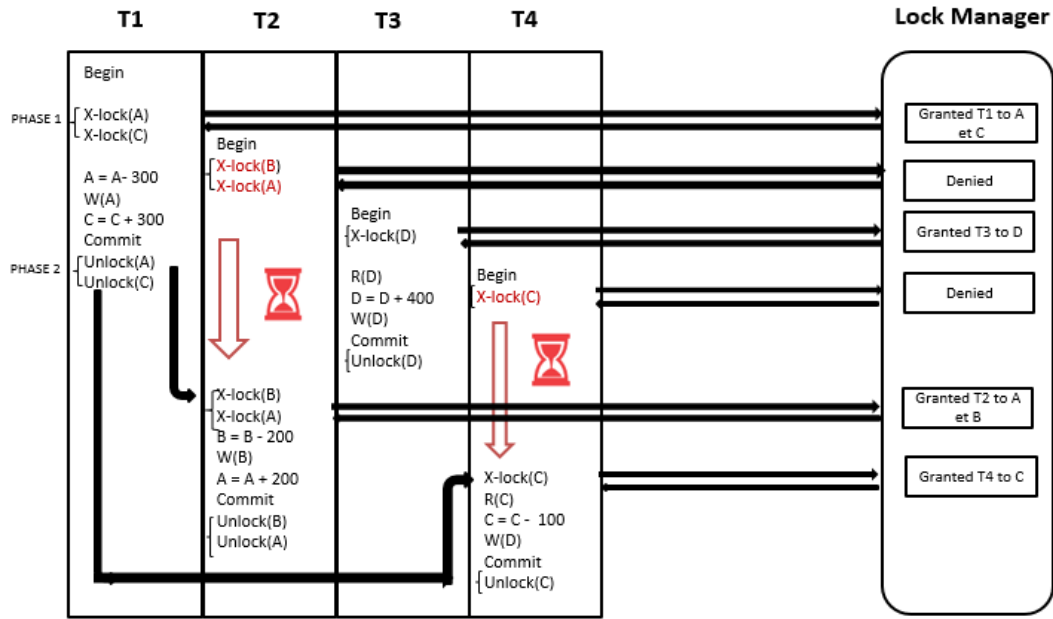 T1
T2
T3
T4
Lock Manager
Begin
PHASE 1
X-lock(A)
X-lock(C)
A = A- 300
W(A)
C = C + 300
Commit
PHASE 2
Unlock(A)
Unlock(C)
Begin
X-lock(B)
X-lock(A)
X-lock(B)
X-lock(A)
B = B - 200
W(B)
A = A + 200
Commit
Unlock(B)
Unlock(A)
Begin
X-lock(D)
R(D)
D = D + 400
W(D)
Commit
Unlock(D)
Begin
X-lock(C)
X-lock(C)
R(C)
C = C - 100
W(D)
Commit
Unlock(C)
Granted T1 to A
et C
Denied
Granted T3 to D
Denied
Granted T2 to A
et B
Granted T4 to C